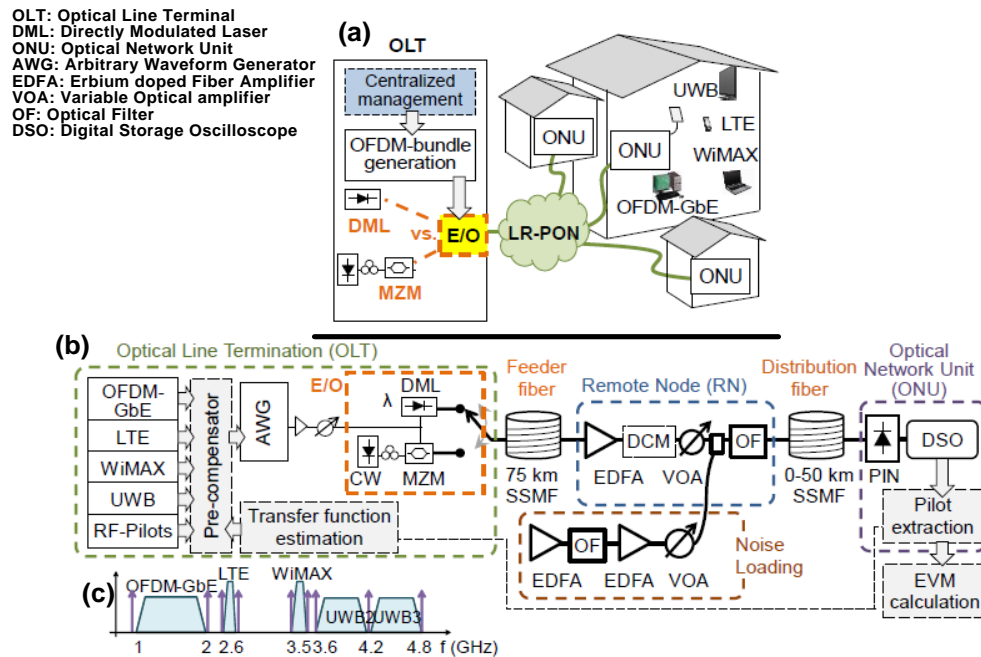 OLT: Optical Line Terminal
DML: Directly Modulated Laser
ONU: Optical Network Unit
AWG: Arbitrary Waveform Generator
EDFA: Erbium doped Fiber Amplifier
VOA: Variable Optical amplifier
OF: Optical Filter
DSO: Digital Storage Oscilloscope
(a)
OLT
Centralized
management
OFDM-bundle
generation
DML
vs.
E/O
MZM
LR-PON
ONU
ONU
UWB
LTE
WiMAX
OFDM-GbE
ONU
(b)
Optical Line Termination (OLT)
OFDM-
GbE
LTE
WiMAX
UWB
RF-Pilots
Pre-compensator
AWG
E/O
λ
DML
CW
MZM
Transfer function
estimation
Feeder
fiber
75 km
SSMF
Remote Node (RN)
DCM
OF
EDFA
VOA
OF
EDFA
EDFA
VOA
Noise
Loading
Distribution
fiber
0-50 km
SSMF
Optical
Network Unit
(ONU)
PIN
DSO
Pilot
extraction
EVM
calculation
(c)
OFDM-GbE
LTE
WiMAX
UWB2
UWB3
1
2
2.6
3.5
3.6
4.2
4.8
f (GHz)